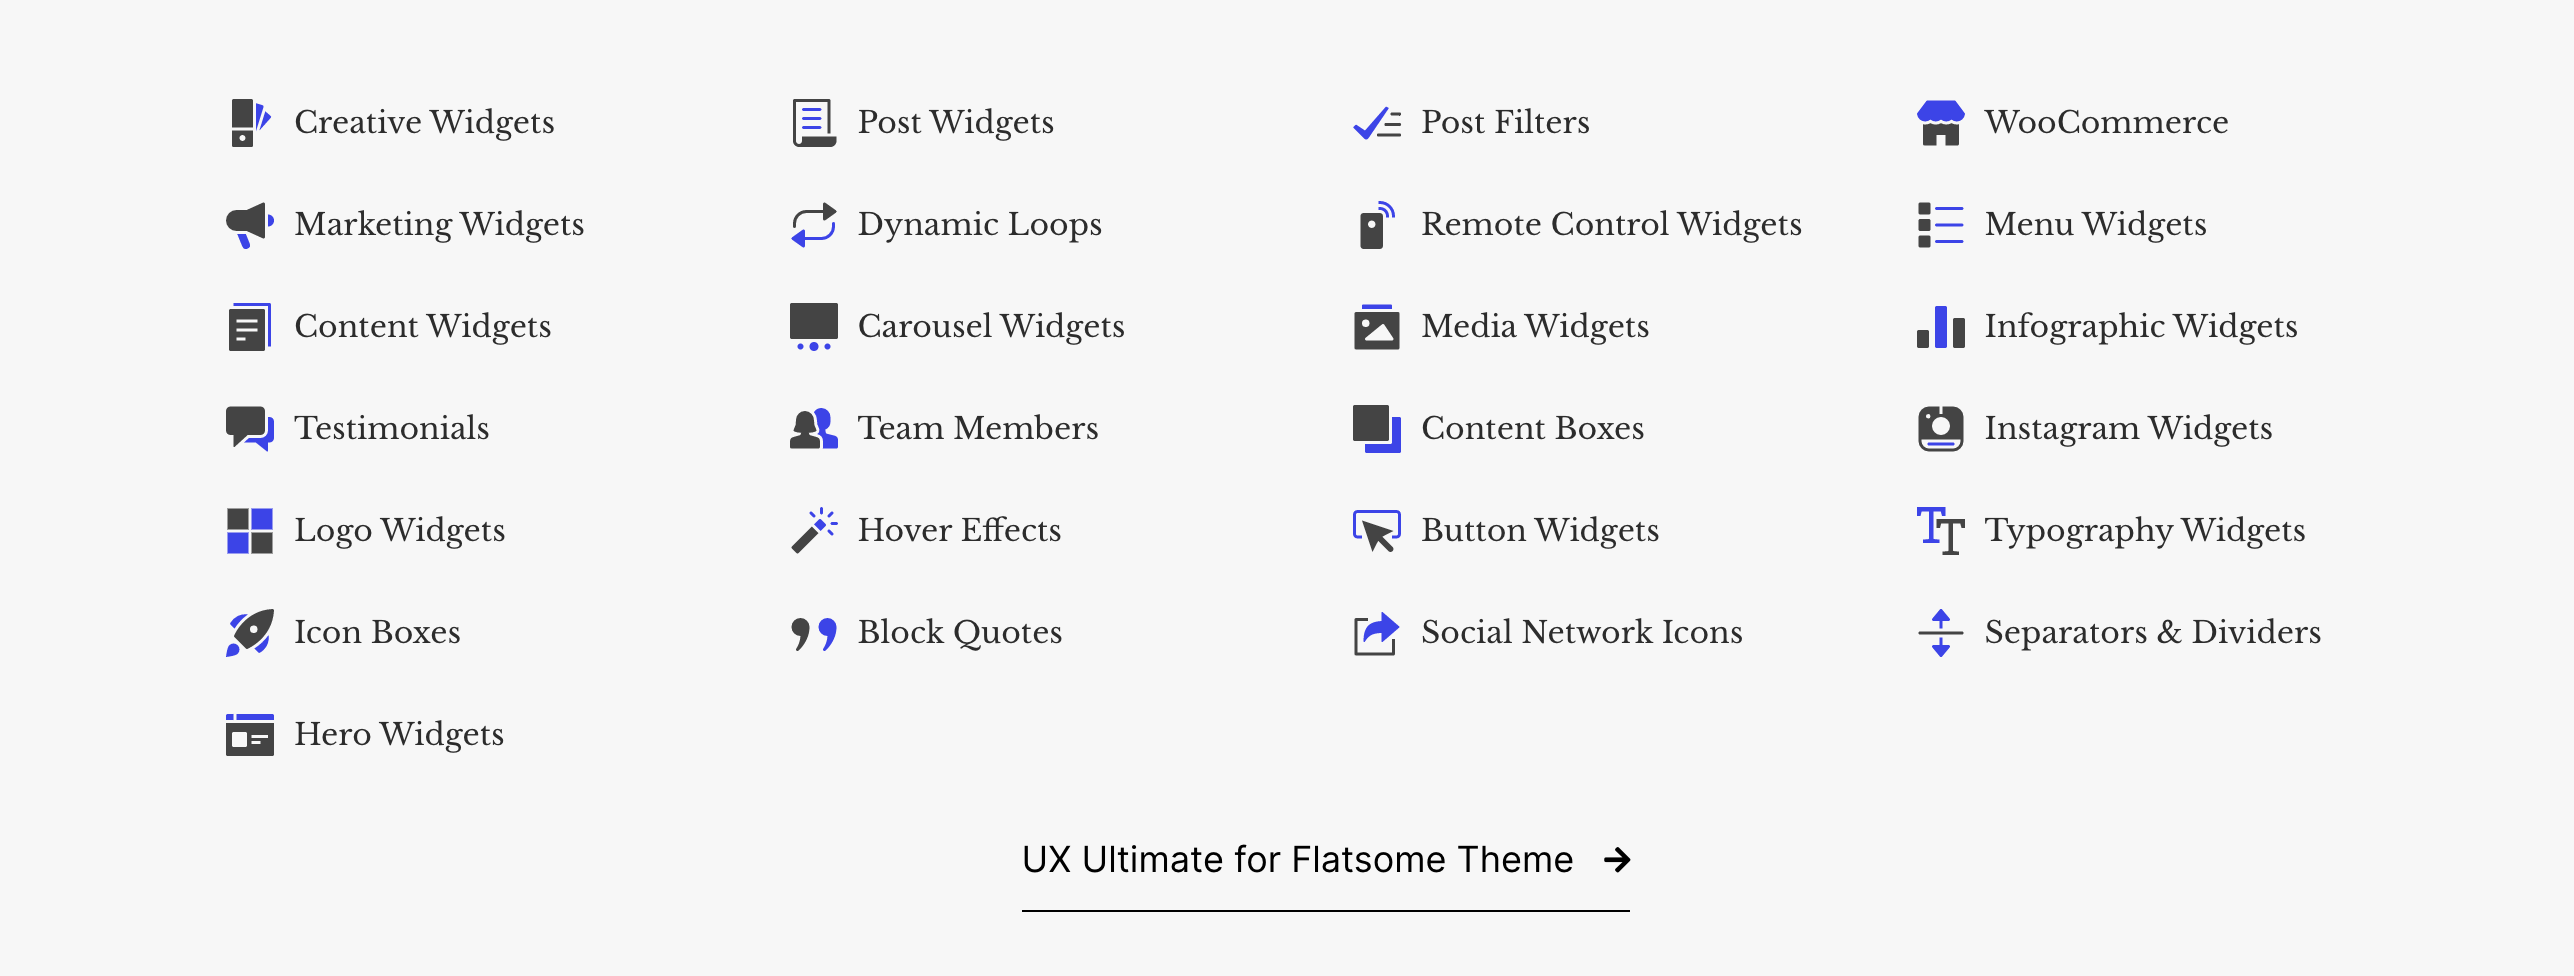 Creative Widgets
Post Widgets
Post Filters
WooCommerce
Marketing Widgets
Dynamic Loops
Remote Control Widgets
Menu Widgets
Content Widgets
Carousel Widgets
Media Widgets
Infographic Widgets
Testimonials
Team Members
Content Boxes
Instagram Widgets
Logo Widgets
Hover Effects
Button Widgets
Typography Widgets
Icon Boxes
Block Quotes
Social Network Icons
Separators & Dividers
Hero Widgets
UX Ultimate for Flatsome Theme